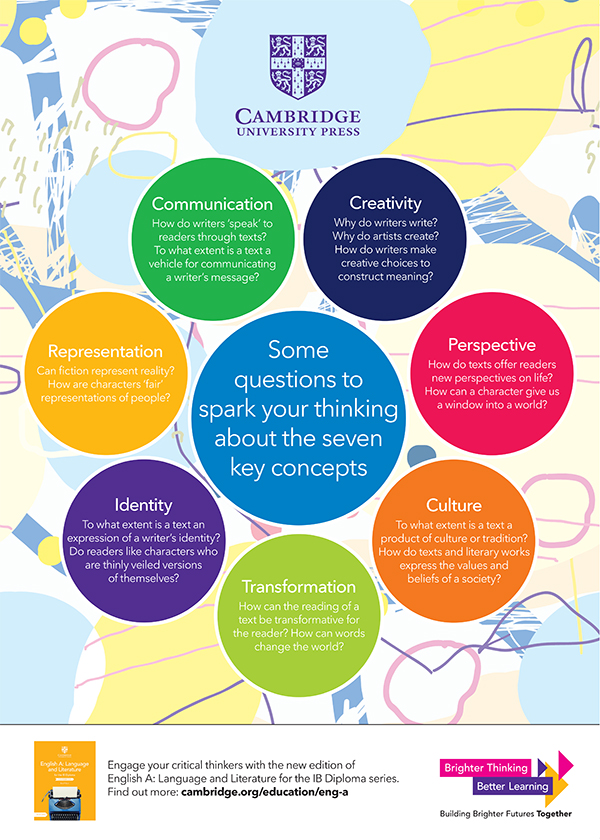 CAMBRIDGE
UNIVERSITY PRESS
Communication
How do writers 'speak' to
readers through texts?
To what extent is a text a
vehicle for communicating
a writer's message?
Creativity
Why do writers write?
Why do artists create?
How do writers make
creative choices to
construct meaning?
Representation
Can fiction represent reality?
How are characters 'fair'
representations of people?
Some
questions to
spark your thinking
about the seven
key concepts
Perspective
How do texts offer readers
new perspectives on life?
How can a character give us
a window into a world?
Identity
To what extent is a text an
expression of a writer's identity?
Do readers like characters who
are thinly veiled versions
of themselves?
Culture
To what extent is a text a
product of culture or tradition?
How do texts and literary works
express the values and
beliefs of a society?
Transformation
How can the reading of a
text be transformative for
the reader? How can words
change the world?
English A: Language
and Literature
Engage your critical thinkers with the new edition of
English A: Language and Literature for the IB Diploma series.
Find out more: cambridge.org/education/eng-a
Brighter Thinking
Better Learning
Building Brighter Futures Together